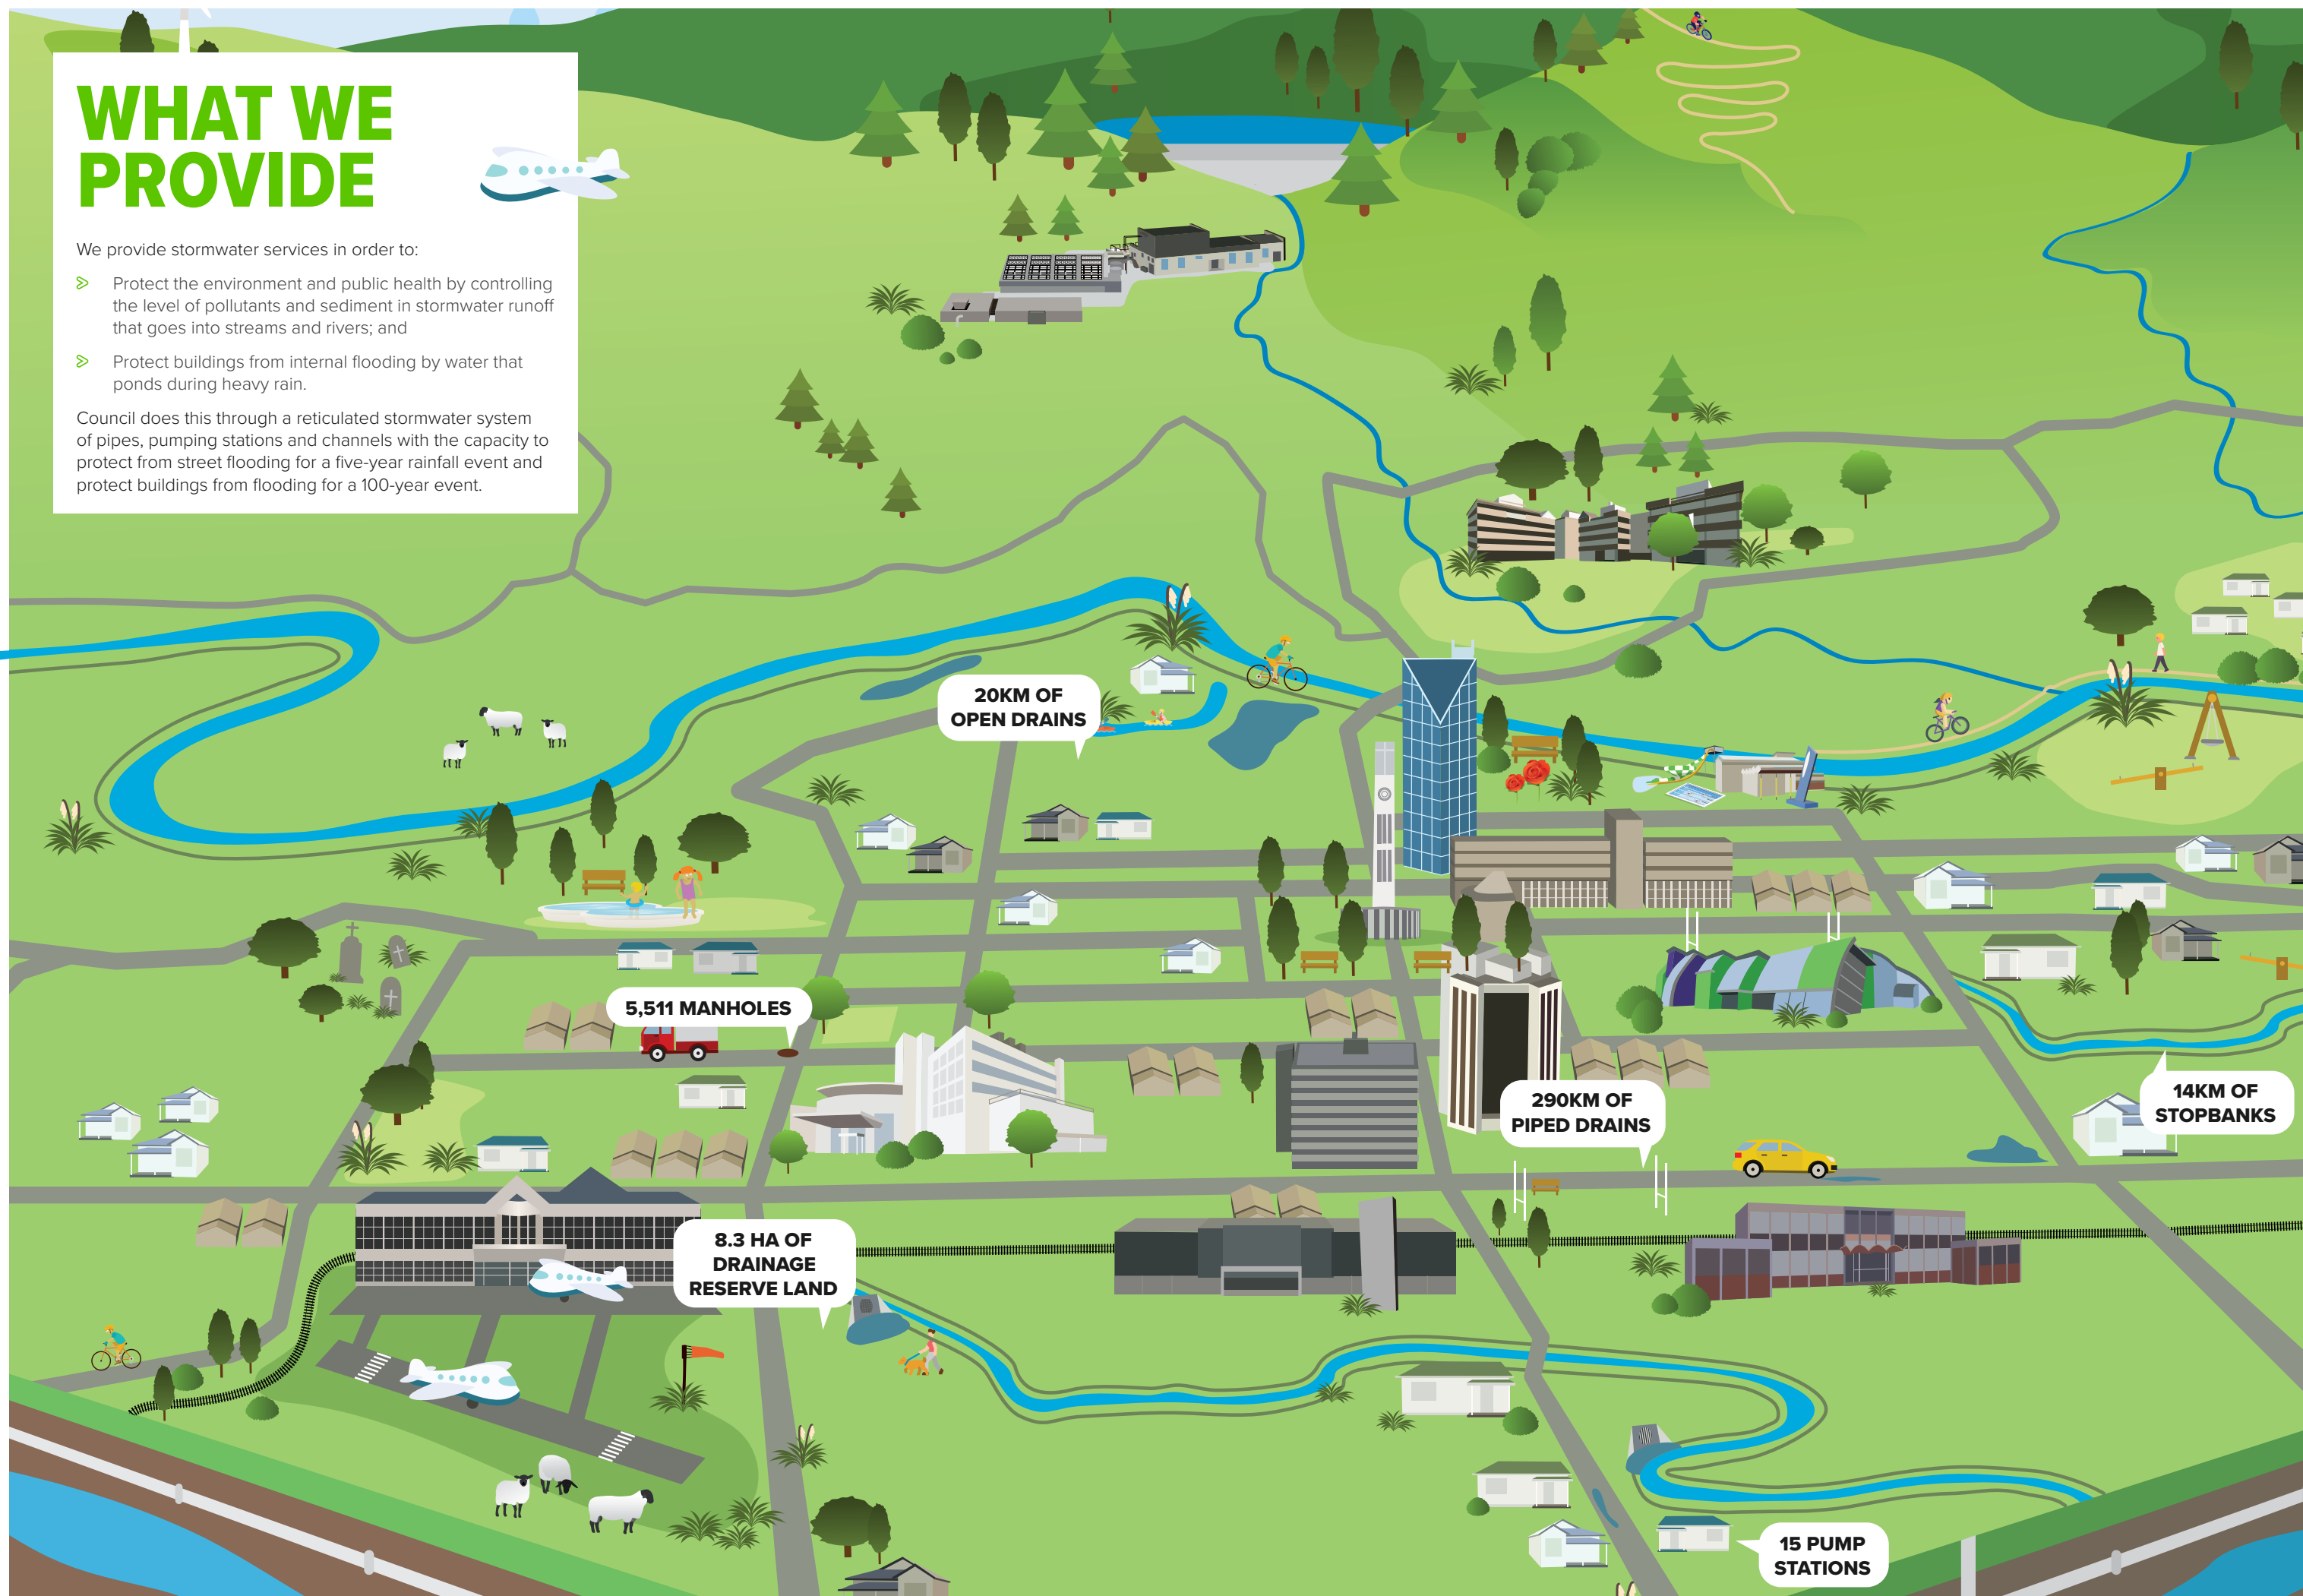 WHAT WE
PROVIDE
We provide stormwater services in order to:
Protect the environment and public health by controlling
the level of pollutants and sediment in stormwater runoff
that goes into streams and rivers; and
Protect buildings from internal flooding by water that
ponds during heavy rain.
Council does this through a reticulated stormwater system
of pipes, pumping stations and channels with the capacity to
protect from street flooding for a five-year rainfall event and
protect buildings from flooding for a 100-year event.
20KM OF
OPEN DRAINS
5,511 MANHOLES
290KM OF
PIPED DRAINS
14KM OF
STOPBANKS
8.3 HA OF
DRAINAGE
RESERVE LAND
15 PUMP
STATIONS